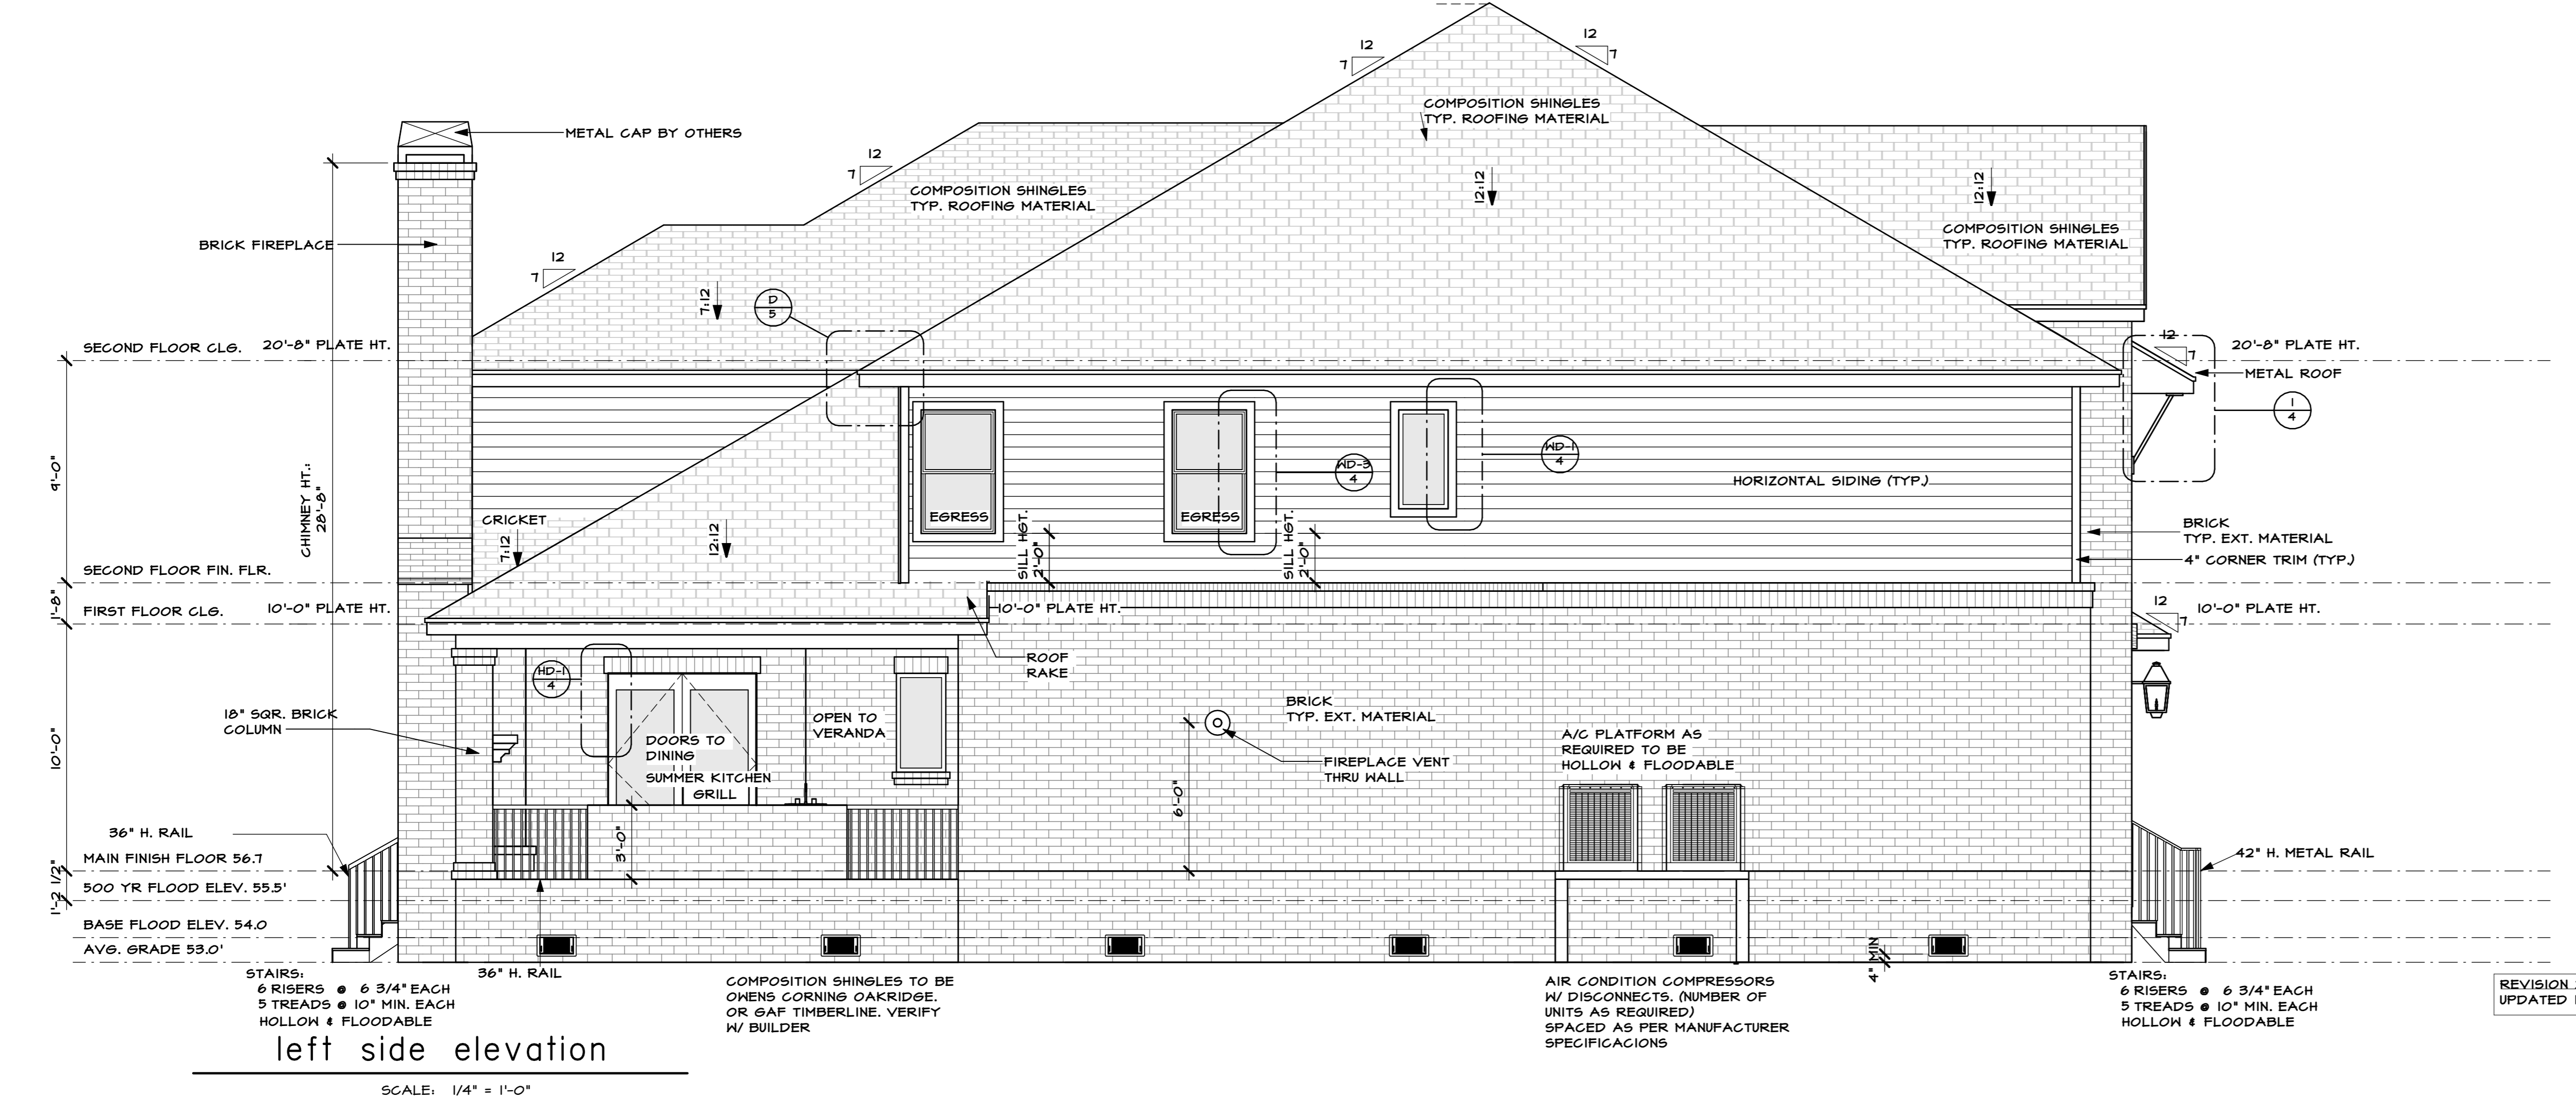 12
7
12
7
COMPOSITION SHINGLES
TYP. ROOFING MATERIAL
METAL CAP BY OTHERS
12
7
12:12
12:12
COMPOSITION SHINGLES
TYP. ROOFING MATERIAL
COMPOSITION SHINGLES
TYP. ROOFING MATERIAL
BRICK FIREPLACE
12
7
7:12
D
5
SECOND FLOOR CLG.
20'-8" PLATE HT.
12
7
20'-8" PLATE HT.
METAL ROOF
1
4
9'-0"
CHIMNEY HT.:
28'-8"
WD-3
4
WD-1
4
HORIZONTAL SIDING (TYP.)
CRICKET
7:12
12:12
EGRESS
EGRESS
SILL HGT.
2'-0"
SILL HGT.
2'-0"
BRICK
TYP. EXT. MATERIAL
4" CORNER TRIM (TYP.)
SECOND FLOOR FIN. FLR.
1'-8"
FIRST FLOOR CLG.
10'-0" PLATE HT.
10'-0" PLATE HT.
12
7
10'-0" PLATE HT.
ROOF
RAKE
HD-1
4
18" SQR. BRICK
COLUMN
OPEN TO
VERANDA
BRICK
TYP. EXT. MATERIAL
10'-0"
DOORS TO
DINING
SUMMER KITCHEN
GRILL
FIREPLACE VENT
THRU WALL
A/C PLATFORM AS
REQUIRED TO BE
HOLLOW & FLOODABLE
6'-0"
3'-0"
36" H. RAIL
MAIN FINISH FLOOR 56.7
42" H. METAL RAIL
1'-2 1/2"
500 YR FLOOD ELEV. 55.5'
BASE FLOOD ELEV. 54.0
AVG. GRADE 53.0'
4" MIN
STAIRS:
6 RISERS @ 6 3/4" EACH
5 TREADS @ 10" MIN. EACH
HOLLOW & FLOODABLE
36" H. RAIL
COMPOSITION SHINGLES TO BE
OWENS CORNING OAKRIDGE.
OR GAF TIMBERLINE. VERIFY
W/ BUILDER
AIR CONDITION COMPRESSORS
W/ DISCONNECTS. (NUMBER OF
UNITS AS REQUIRED)
SPACED AS PER MANUFACTURER
SPECIFICACIONS
STAIRS:
6 RISERS @ 6 3/4" EACH
5 TREADS @ 10" MIN. EACH
HOLLOW & FLOODABLE
REVISION
UPDATED
left side elevation
SCALE: 1/4" = 1'-0"